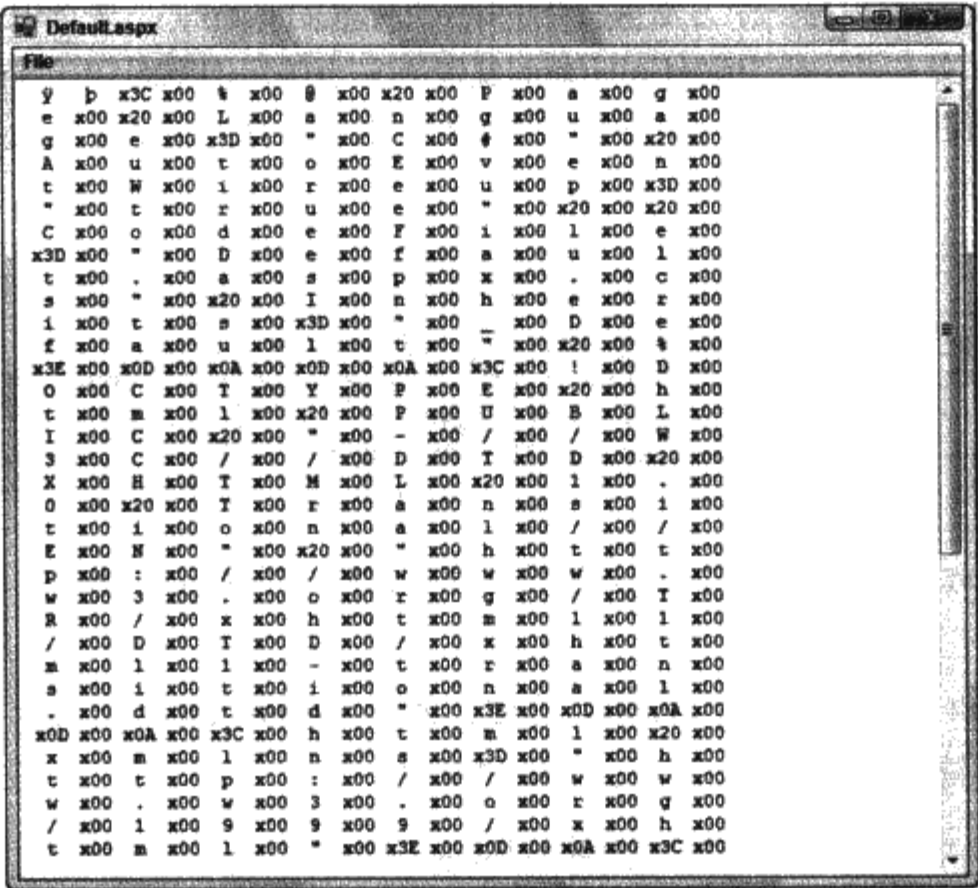 Default.aspx
File
ÿ þ x3C x00 % x00 @ x00 x20 x00 P x00 a x00 g x00
e x00 x20 x00 L x00 a x00 n x00 g x00 u x00 a x00
g x00 e x00 x3D x00 " x00 C x00 # x00 " x00 x20 x00
A x00 u x00 t x00 o x00 E x00 v x00 e x00 n x00
t x00 W x00 i x00 r x00 e x00 u x00 p x00 x3D x00
" x00 t x00 r x00 u x00 e x00 " x00 x20 x00 x20 x00
C x00 o x00 d x00 e x00 F x00 i x00 l x00 e x00
x3D x00 " x00 D x00 e x00 f x00 a x00 u x00 l x00
t x00 . x00 a x00 s x00 p x00 x x00 . x00 c x00
s x00 " x00 x20 x00 I x00 n x00 h x00 e x00 r x00
i x00 t x00 s x00 x3D x00 " x00 _ x00 D x00 e x00
f x00 a x00 u x00 l x00 t x00 " x00 x20 x00 % x00
x3E x00 x0D x00 x0A x00 x0D x00 x0A x00 x3C x00 ! x00 D x00
O x00 C x00 T x00 Y x00 P x00 E x00 x20 x00 h x00
t x00 m x00 l x00 x20 x00 P x00 U x00 B x00 L x00
I x00 C x00 x20 x00 " x00 - x00 / x00 / x00 W x00
3 x00 C x00 / x00 / x00 D x00 T x00 D x00 x20 x00
X x00 H x00 T x00 M x00 L x00 x20 x00 1 x00 . x00
0 x00 x20 x00 T x00 r x00 a x00 n x00 s x00 i x00
t x00 i x00 o x00 n x00 a x00 l x00 / x00 / x00
E x00 N x00 " x00 x20 x00 " x00 h x00 t x00 t x00
p x00 : x00 / x00 / x00 w x00 w x00 w x00 . x00
w x00 3 x00 . x00 o x00 r x00 g x00 / x00 T x00
R x00 / x00 x x00 h x00 t x00 m x00 l x00 1 x00
/ x00 D x00 T x00 D x00 / x00 x x00 h x00 t x00
m x00 l x00 1 x00 - x00 t x00 r x00 a x00 n x00
s x00 i x00 t x00 i x00 o x00 n x00 a x00 l x00
. x00 d x00 t x00 d x00 " x00 x3E x00 x0D x00 x0A x00
x0D x00 x0A x00 x3C x00 h x00 t x00 m x00 l x00 x20 x00
x x00 m x00 l x00 n x00 s x00 x3D x00 " x00 h x00
t x00 t x00 p x00 : x00 / x00 / x00 w x00 w x00
w x00 . x00 w x00 3 x00 . x00 o x00 r x00 g x00
/ x00 1 x00 9 x00 9 x00 9 x00 / x00 x x00 h x00
t x00 m x00 l x00 " x00 x3E x00 x0D x00 x0A x00 x3C x00